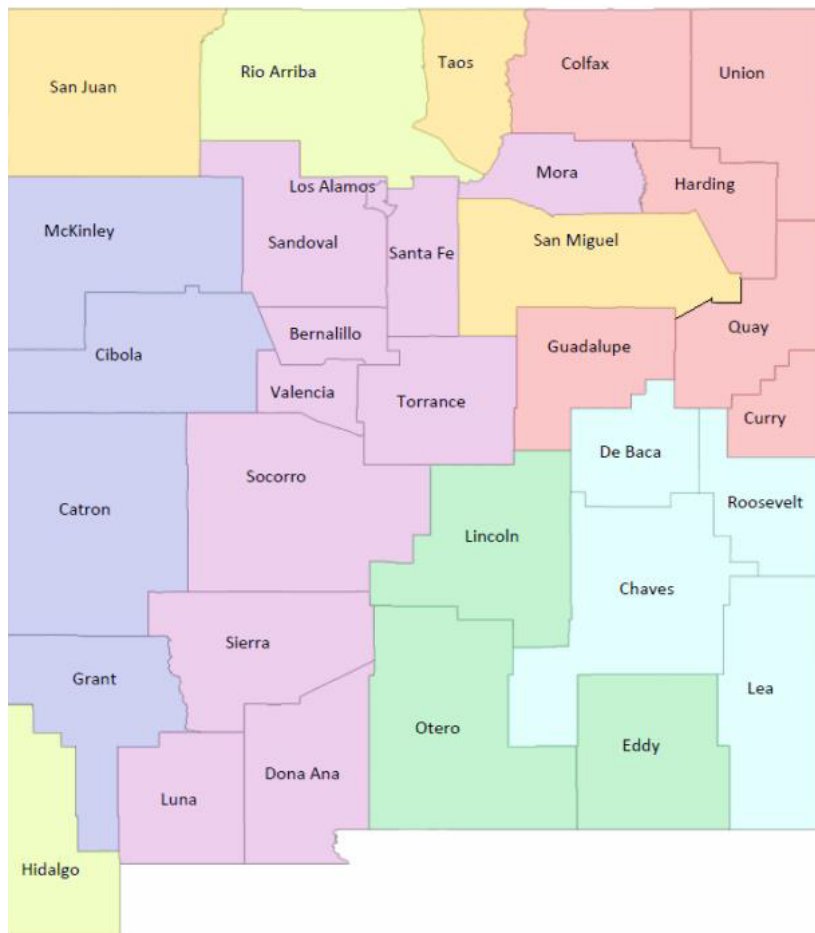 San Juan
Rio Arriba
Taos
Colfax
Union
McKinley
Los Alamos
Mora
Harding
Sandoval
Santa Fe
San Miguel
Cibola
Bernalillo
Guadalupe
Quay
Valencia
Torrance
Curry
De Baca
Socorro
Roosevelt
Catron
Lincoln
Chaves
Sierra
Grant
Lea
Otero
Eddy
Dona Ana
Luna
Hidalgo